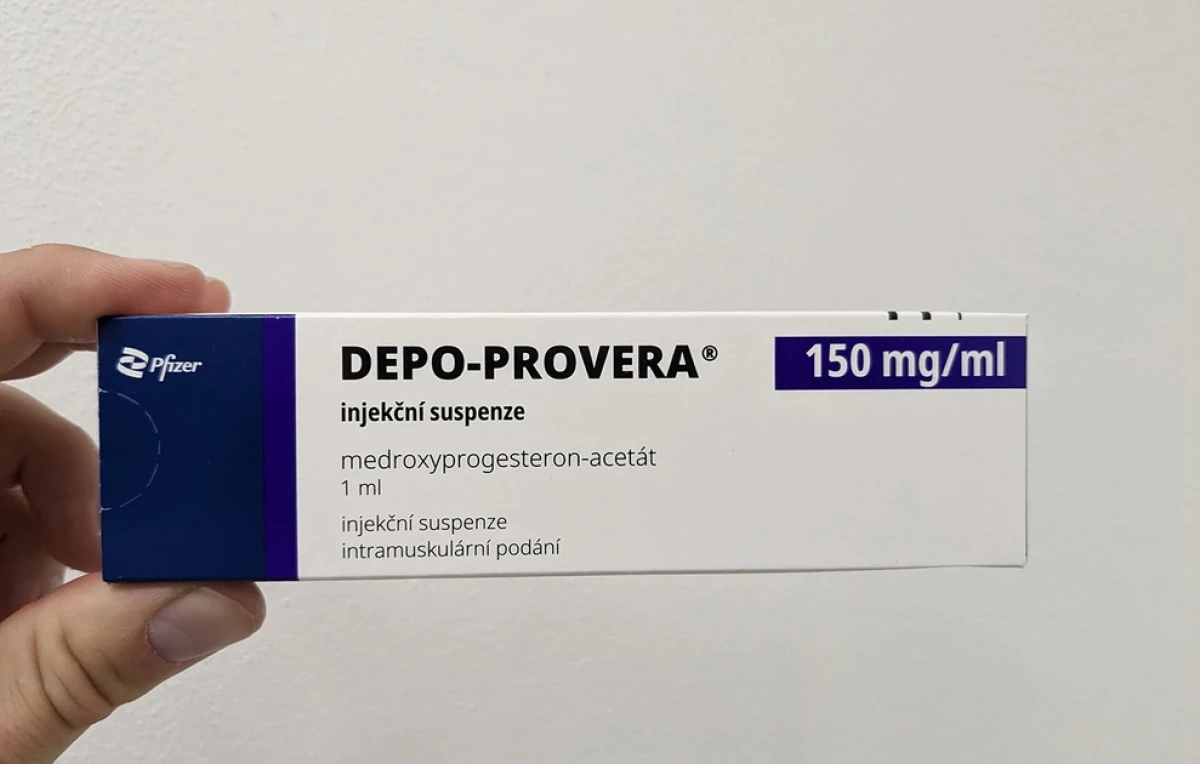 Pfizer
DEPO-PROVERA®
150 mg/ml
injekční suspenze
medroxyprogesteron-acetát
1 ml
injekční suspenze
intramuskulární podání